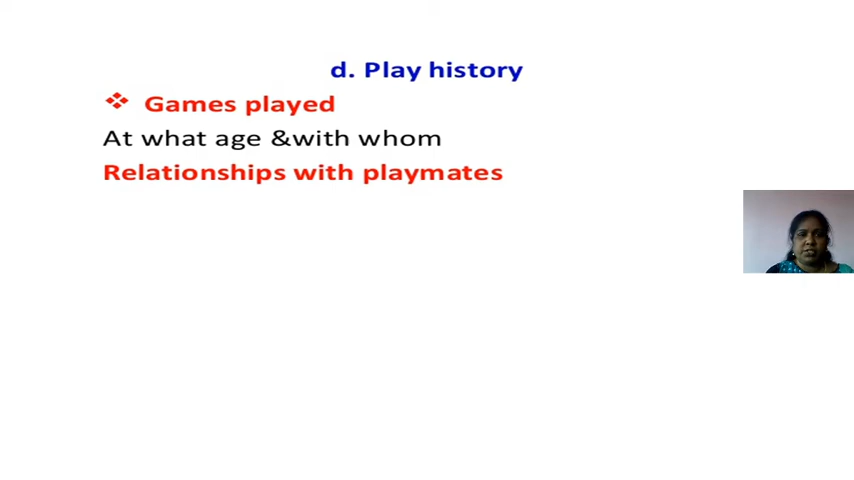 d. Play history
Games played
At what age &with whom
Relationships with playmates